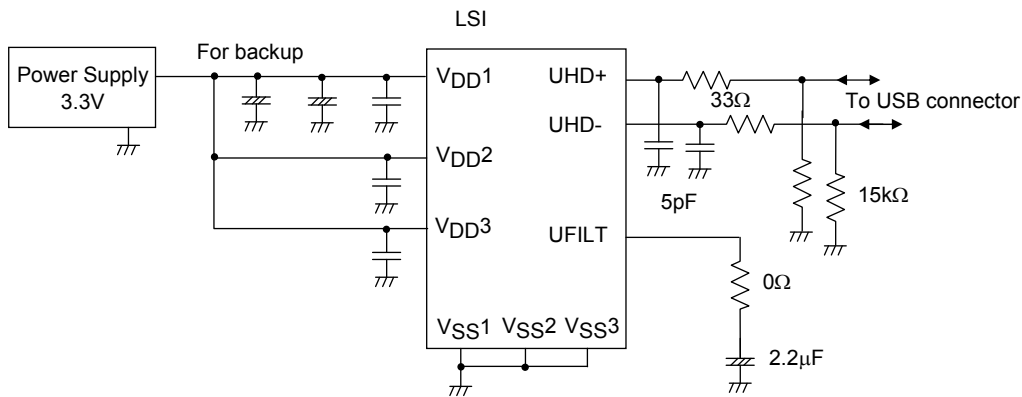 LSI
For backup
Power Supply
3.3V
VDD1
VDD2
VDD3
VSS1 VSS2 VSS3
UHD+
UHD-
UFILT
33Ω
To USB connector
5pF
15kΩ
0Ω
2.2μF